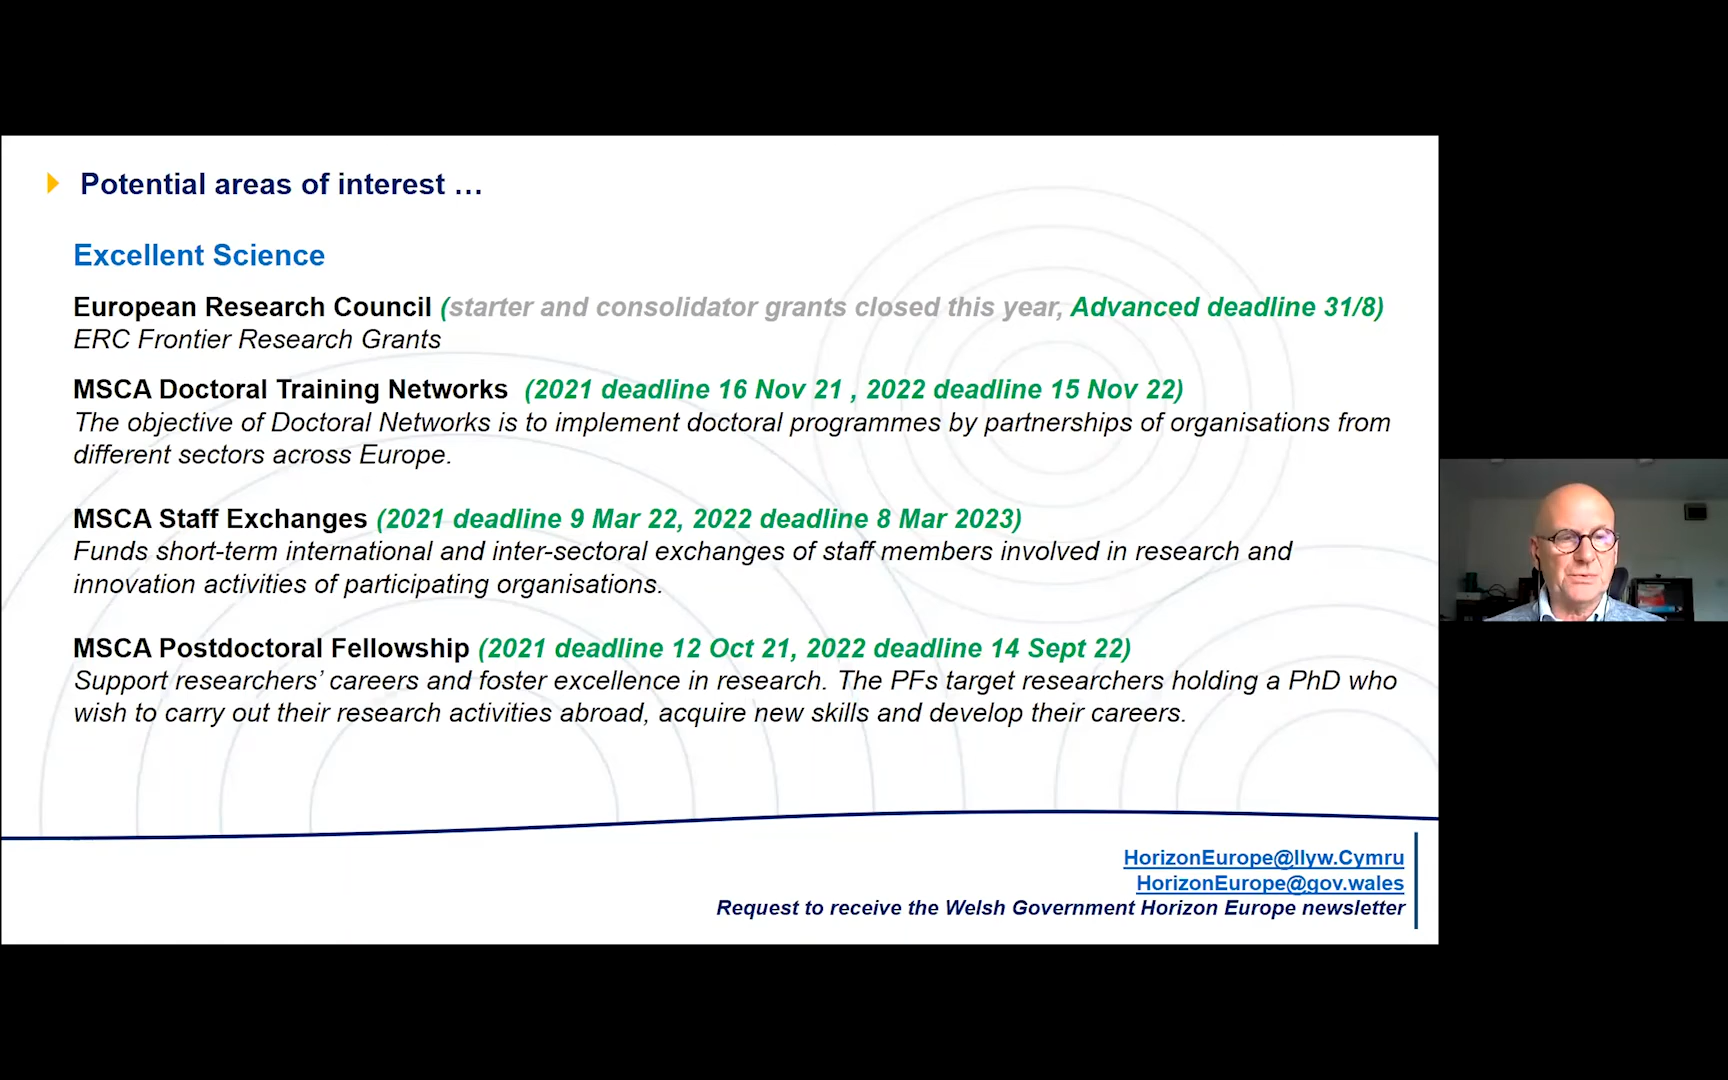 Potential areas of interest …
Excellent Science
European Research Council (starter and consolidator grants closed this year, Advanced deadline 31/8)
ERC Frontier Research Grants
MSCA Doctoral Training Networks (2021 deadline 16 Nov 21 , 2022 deadline 15 Nov 22)
The objective of Doctoral Networks is to implement doctoral programmes by partnerships of organisations from
different sectors across Europe.
MSCA Staff Exchanges (2021 deadline 9 Mar 22, 2022 deadline 8 Mar 2023)
Funds short-term international and inter-sectoral exchanges of staff members involved in research and
innovation activities of participating organisations.
MSCA Postdoctoral Fellowship (2021 deadline 12 Oct 21, 2022 deadline 14 Sept 22)
Support researchers’ careers and foster excellence in research. The PFs target researchers holding a PhD who
wish to carry out their research activities abroad, acquire new skills and develop their careers.
HorizonEurope@llyw.Cymru
HorizonEurope@gov.wales
Request to receive the Welsh Government Horizon Europe newsletter